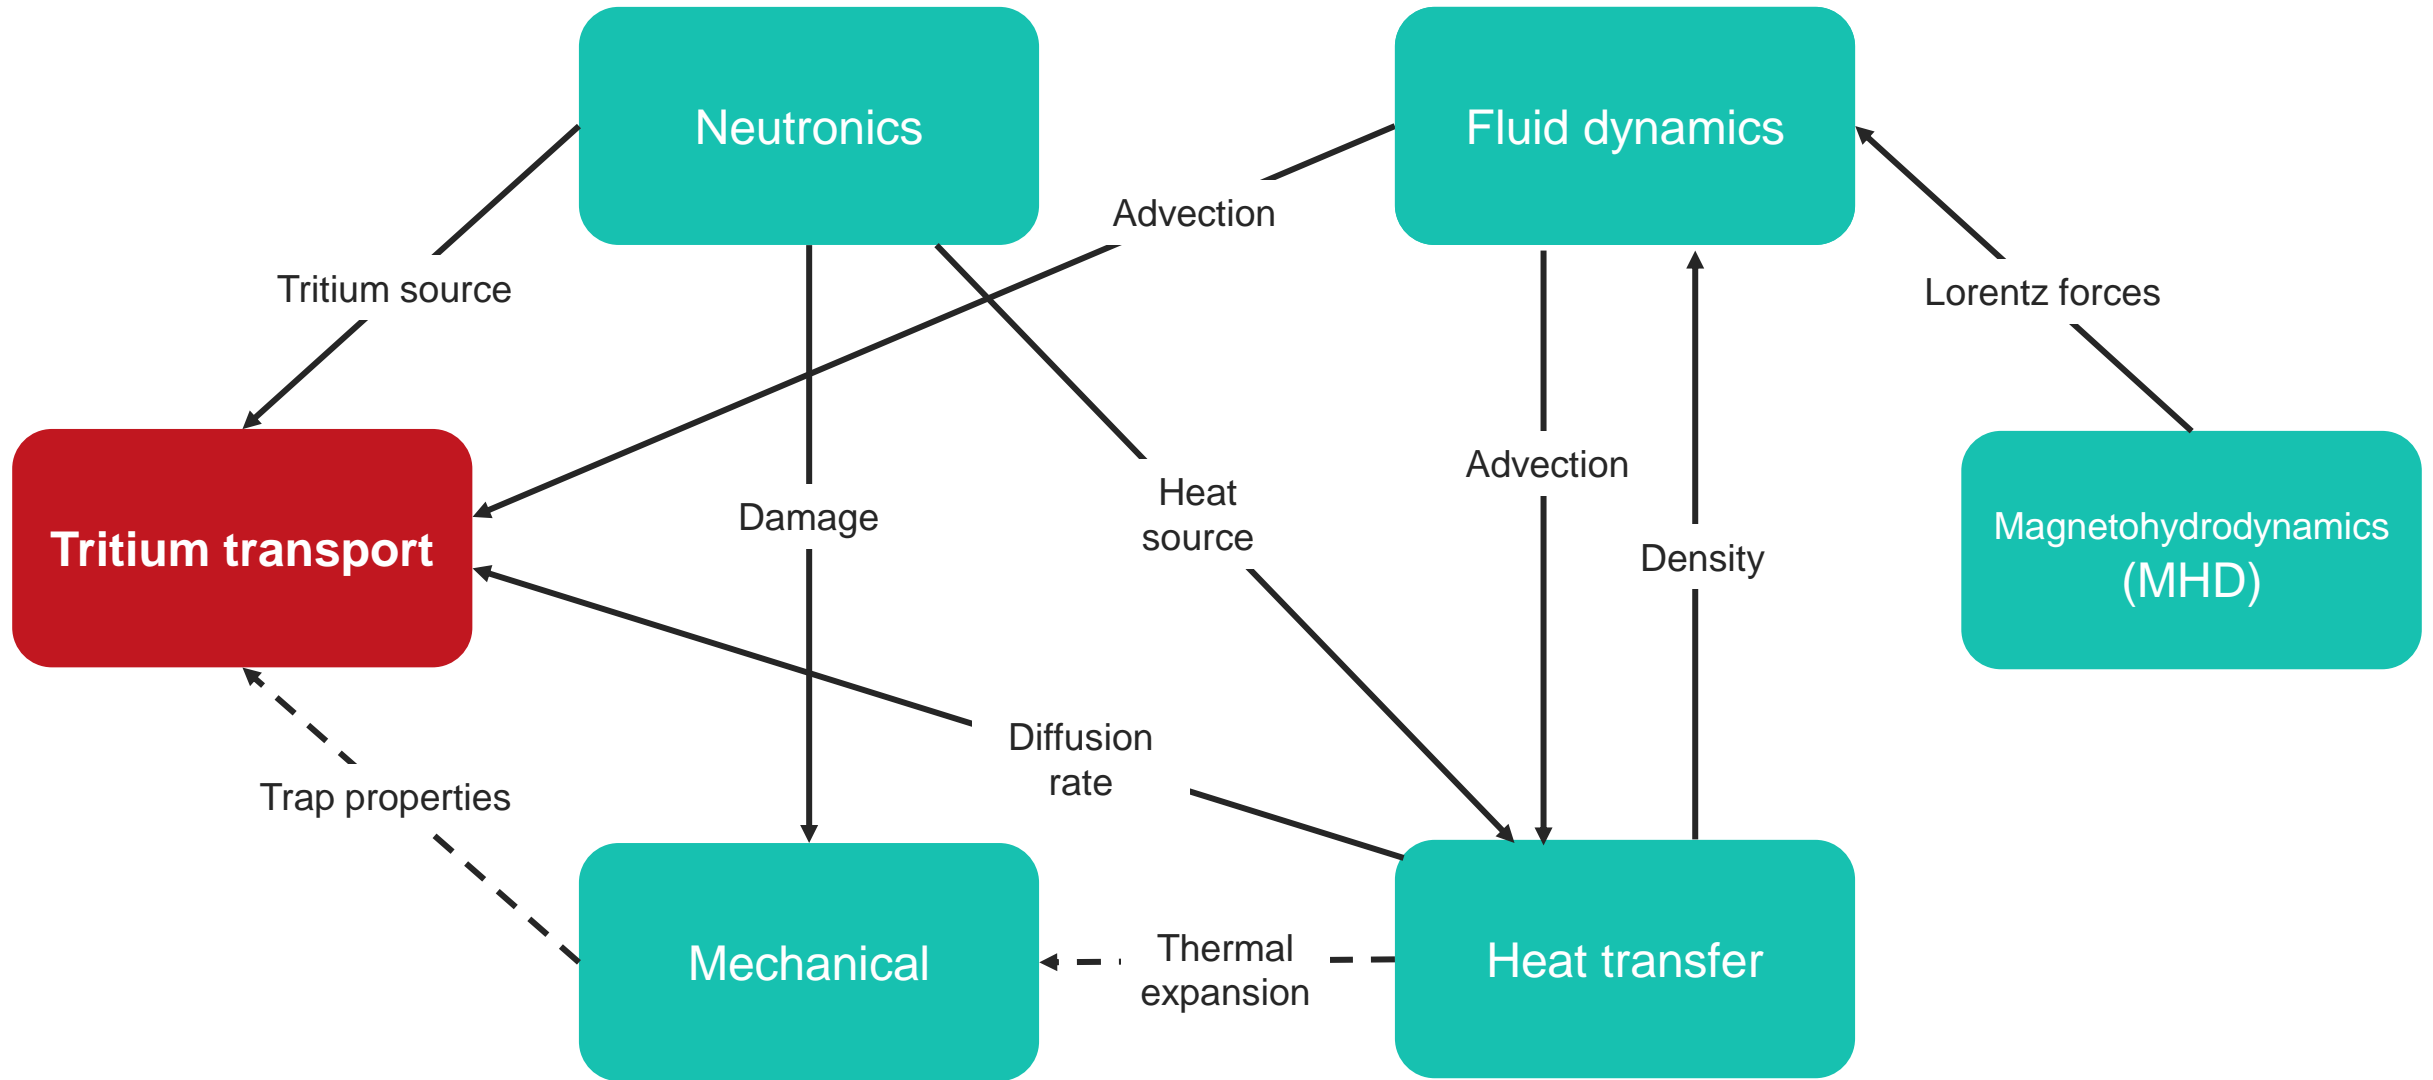 Neutronics
Fluid dynamics
Advection
Tritium source
Lorentz forces
Advection
Heat
source
Damage
Density
Tritium transport
Magnetohydrodynamics
(MHD)
Diffusion
rate
Trap properties
Mechanical
Thermal
expansion
Heat transfer